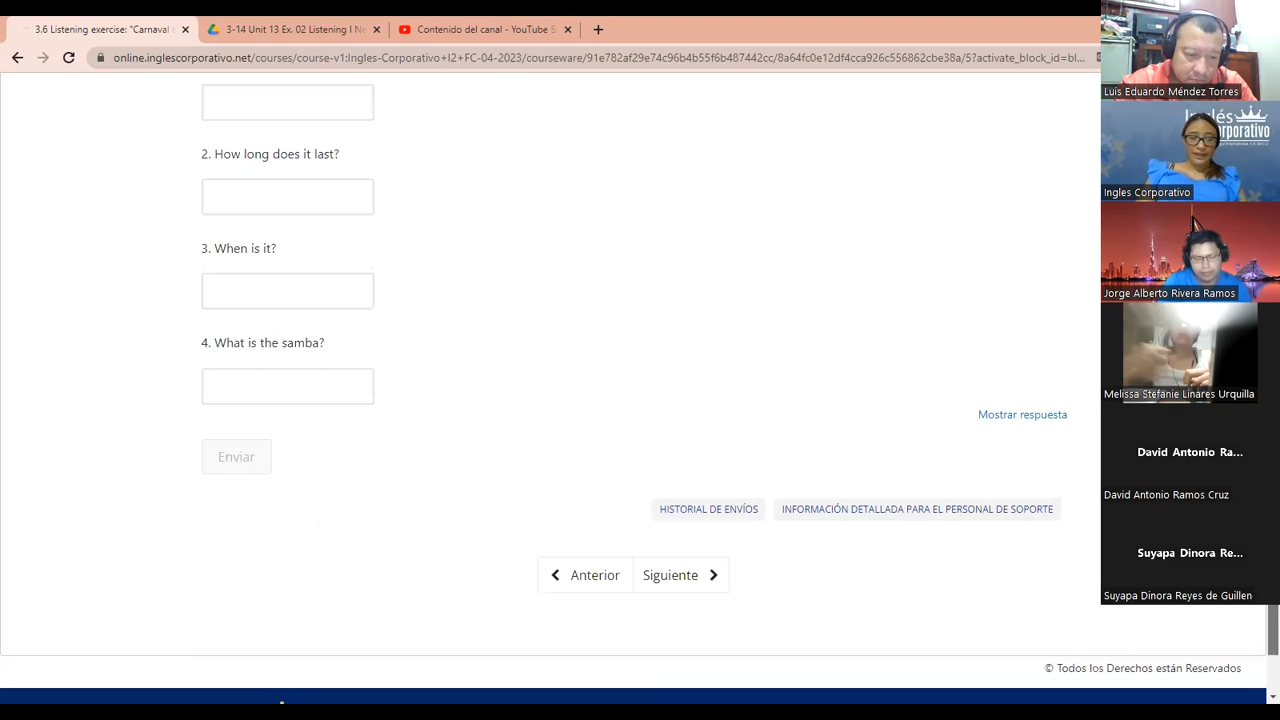 3.6 Listening exercise: "Carnaval
3-14 Unit 13 Ex. 02 Listening I Ne
Contenido del canal - YouTube S
online.inglescorporativo.net/courses/course-v1:Ingles-Corporativo+I2+FC-04-2023/courseware/91e782af29e74c96b4b55f6b487442cc/8a64fc0e12df4cca926c556862cbe38a/5?activate_block_id=bl...
2. How long does it last?
3. When is it?
4. What is the samba?
Mostrar respuesta
Enviar
HISTORIAL DE ENVÍOS
INFORMACIÓN DETALLADA PARA EL PERSONAL DE SOPORTE
Anterior
Siguiente
© Todos los Derechos están Reservados
Luis Eduardo Méndez Torres
Inglés
Corporativo
Ingles Corporativo
Jorge Alberto Rivera Ramos
Melissa Stefanie Linares Urquilla
David Antonio Ra...
David Antonio Ramos Cruz
Suyapa Dinora Re...
Suyapa Dinora Reyes de Guillen